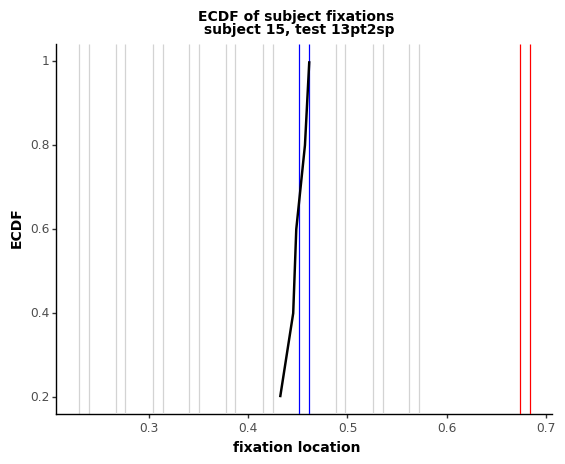 ECDF of subject fixations
subject 15, test 13pt2sp
ECDF
1
0.8
0.6
0.4
0.2
0.3 0.4 0.5 0.6 0.7
fixation location